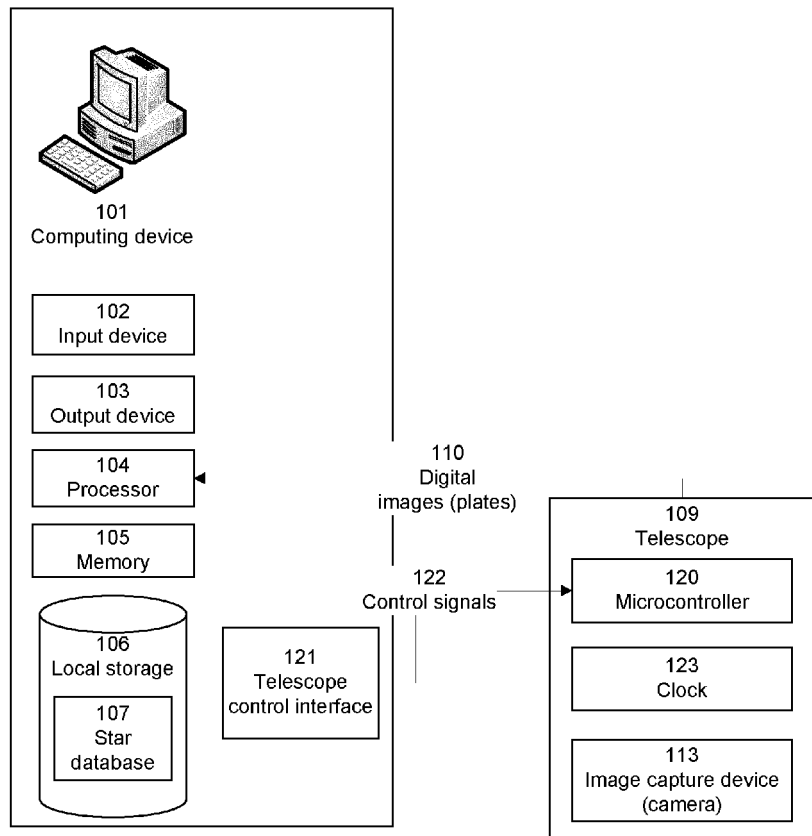 101
Computing device
102
Input device
103
Output device
104
Processor
105
Memory
106
Local storage
107
Star
database
121
Telescope
control interface
110
Digital
images (plates)
122
Control signals
109
Telescope
120
Microcontroller
123
Clock
113
Image capture device
(camera)